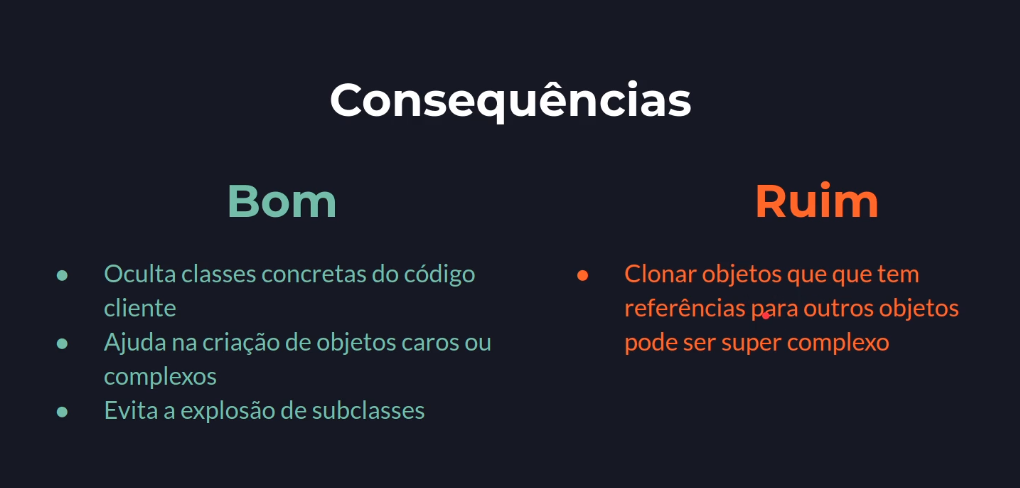 Consequências
Bom
● Oculta classes concretas do código
cliente
● Ajuda na criação de objetos caros ou
complexos
● Evita a explosão de subclasses
Ruim
● Clonar objetos que que tem
referências para outros objetos
pode ser super complexo